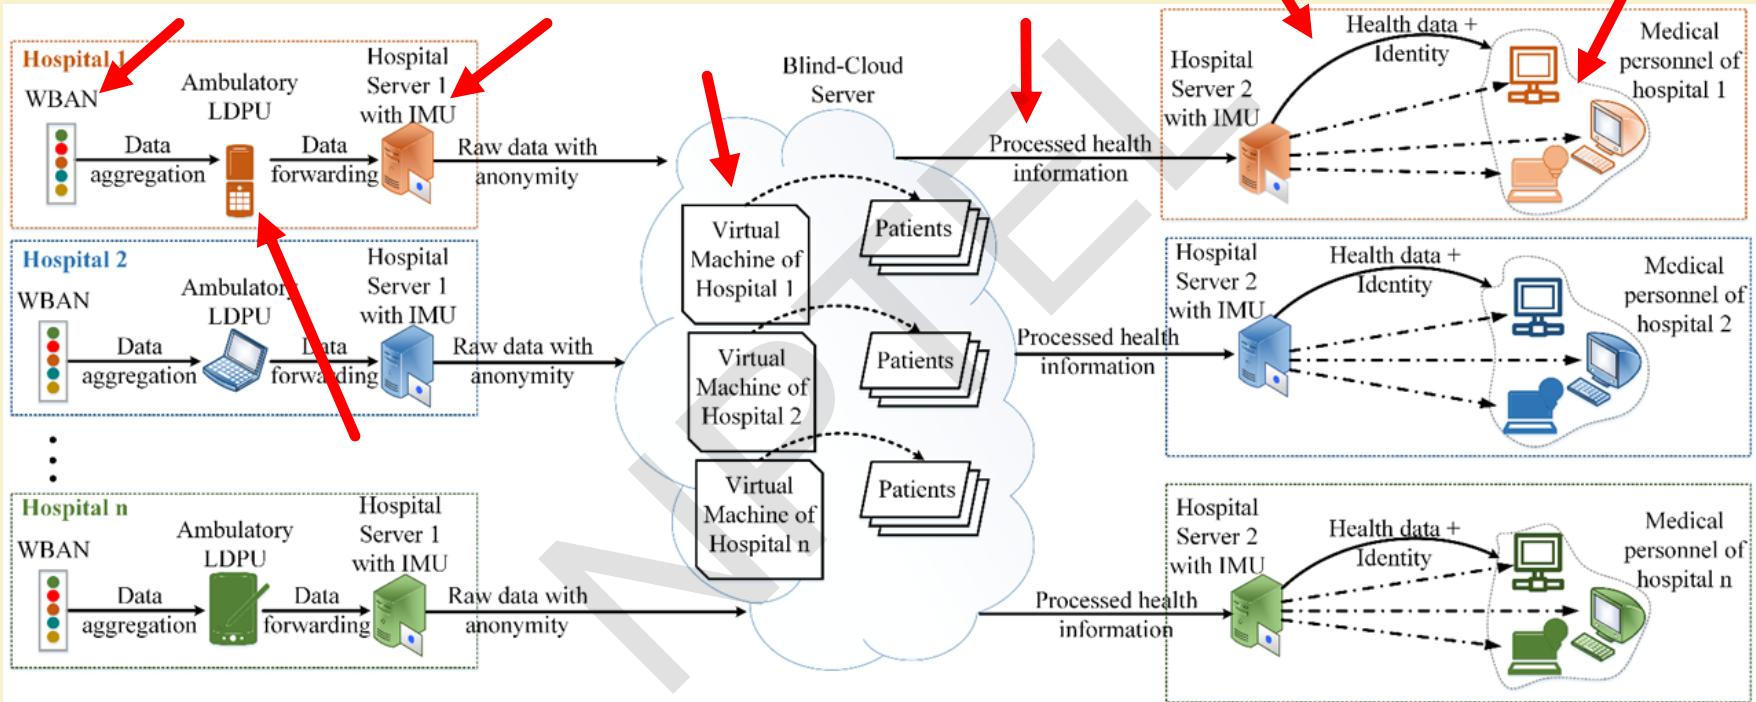 Hospital 1
WBAN
Ambulatory
LDPU
Hospital
Server 1
with IMU
Data
aggregation
Data
forwarding
Raw data with
anonymity
Hospital 2
WBAN
Ambulatory
LDPU
Hospital
Server 1
with IMU
Data
aggregation
Data
forwarding
Raw data with
anonymity
Hospital n
WBAN
Ambulatory
LDPU
Hospital
Server 1
with IMU
Data
aggregation
Data
forwarding
Raw data with
anonymity
Blind-Cloud
Server
Virtual
Machine of
Hospital 1
Patients
Virtual
Machine of
Hospital 2
Patients
Virtual
Machine of
Hospital n
Patients
Processed health
information
Hospital
Server 2
with IMU
Health data +
Identity
Medical
personnel of
hospital 1
Processed health
information
Hospital
Server 2
with IMU
Health data +
Identity
Medical
personnel of
hospital 2
Processed health
information
Hospital
Server 2
with IMU
Health data +
Identity
Medical
personnel of
hospital n
NPTEL